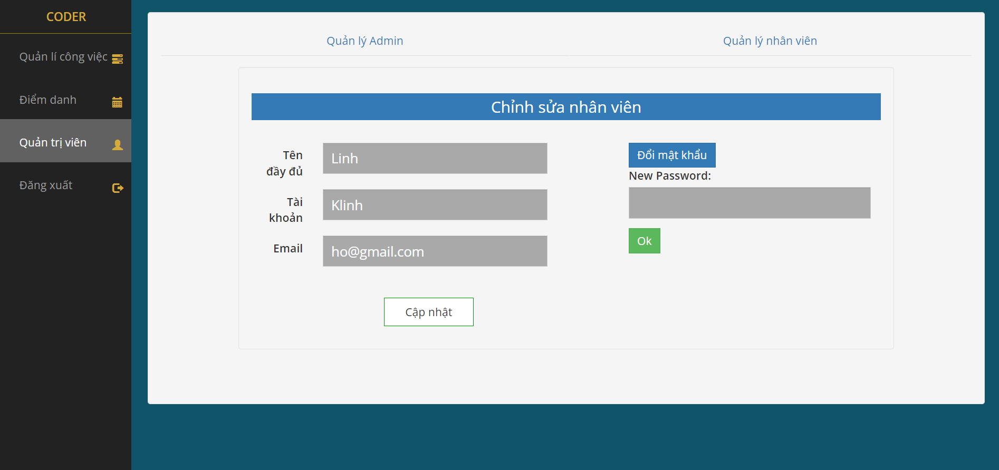 CODER
Quản lí công việc
Điểm danh
Quản trị viên
Đăng xuất
Quản lý Admin
Quản lý nhân viên
Chỉnh sửa nhân viên
Tên
đầy đủ
Linh
Tài
khoản
Klinh
Email
ho@gmail.com
Cập nhật
Đổi mật khẩu
New Password:
Ok